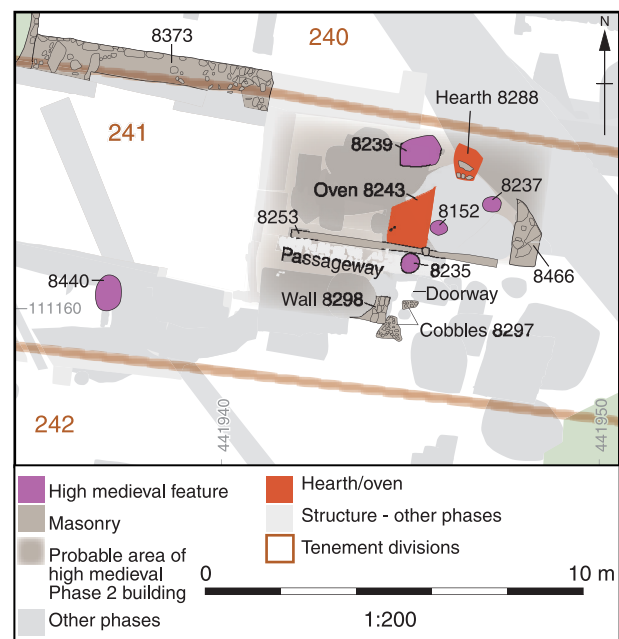 8373
240
N
Hearth 8288
241
8239
8237
Oven 8243
8152
8253
Passageway
8235
8466
8440
Doorway
111160
Wall 8298
Cobbles 8297
242
441940
441950
High medieval feature
Masonry
Probable area of
high medieval
Phase 2 building
Other phases
Hearth/oven
Structure - other phases
Tenement divisions
0
10 m
1:200